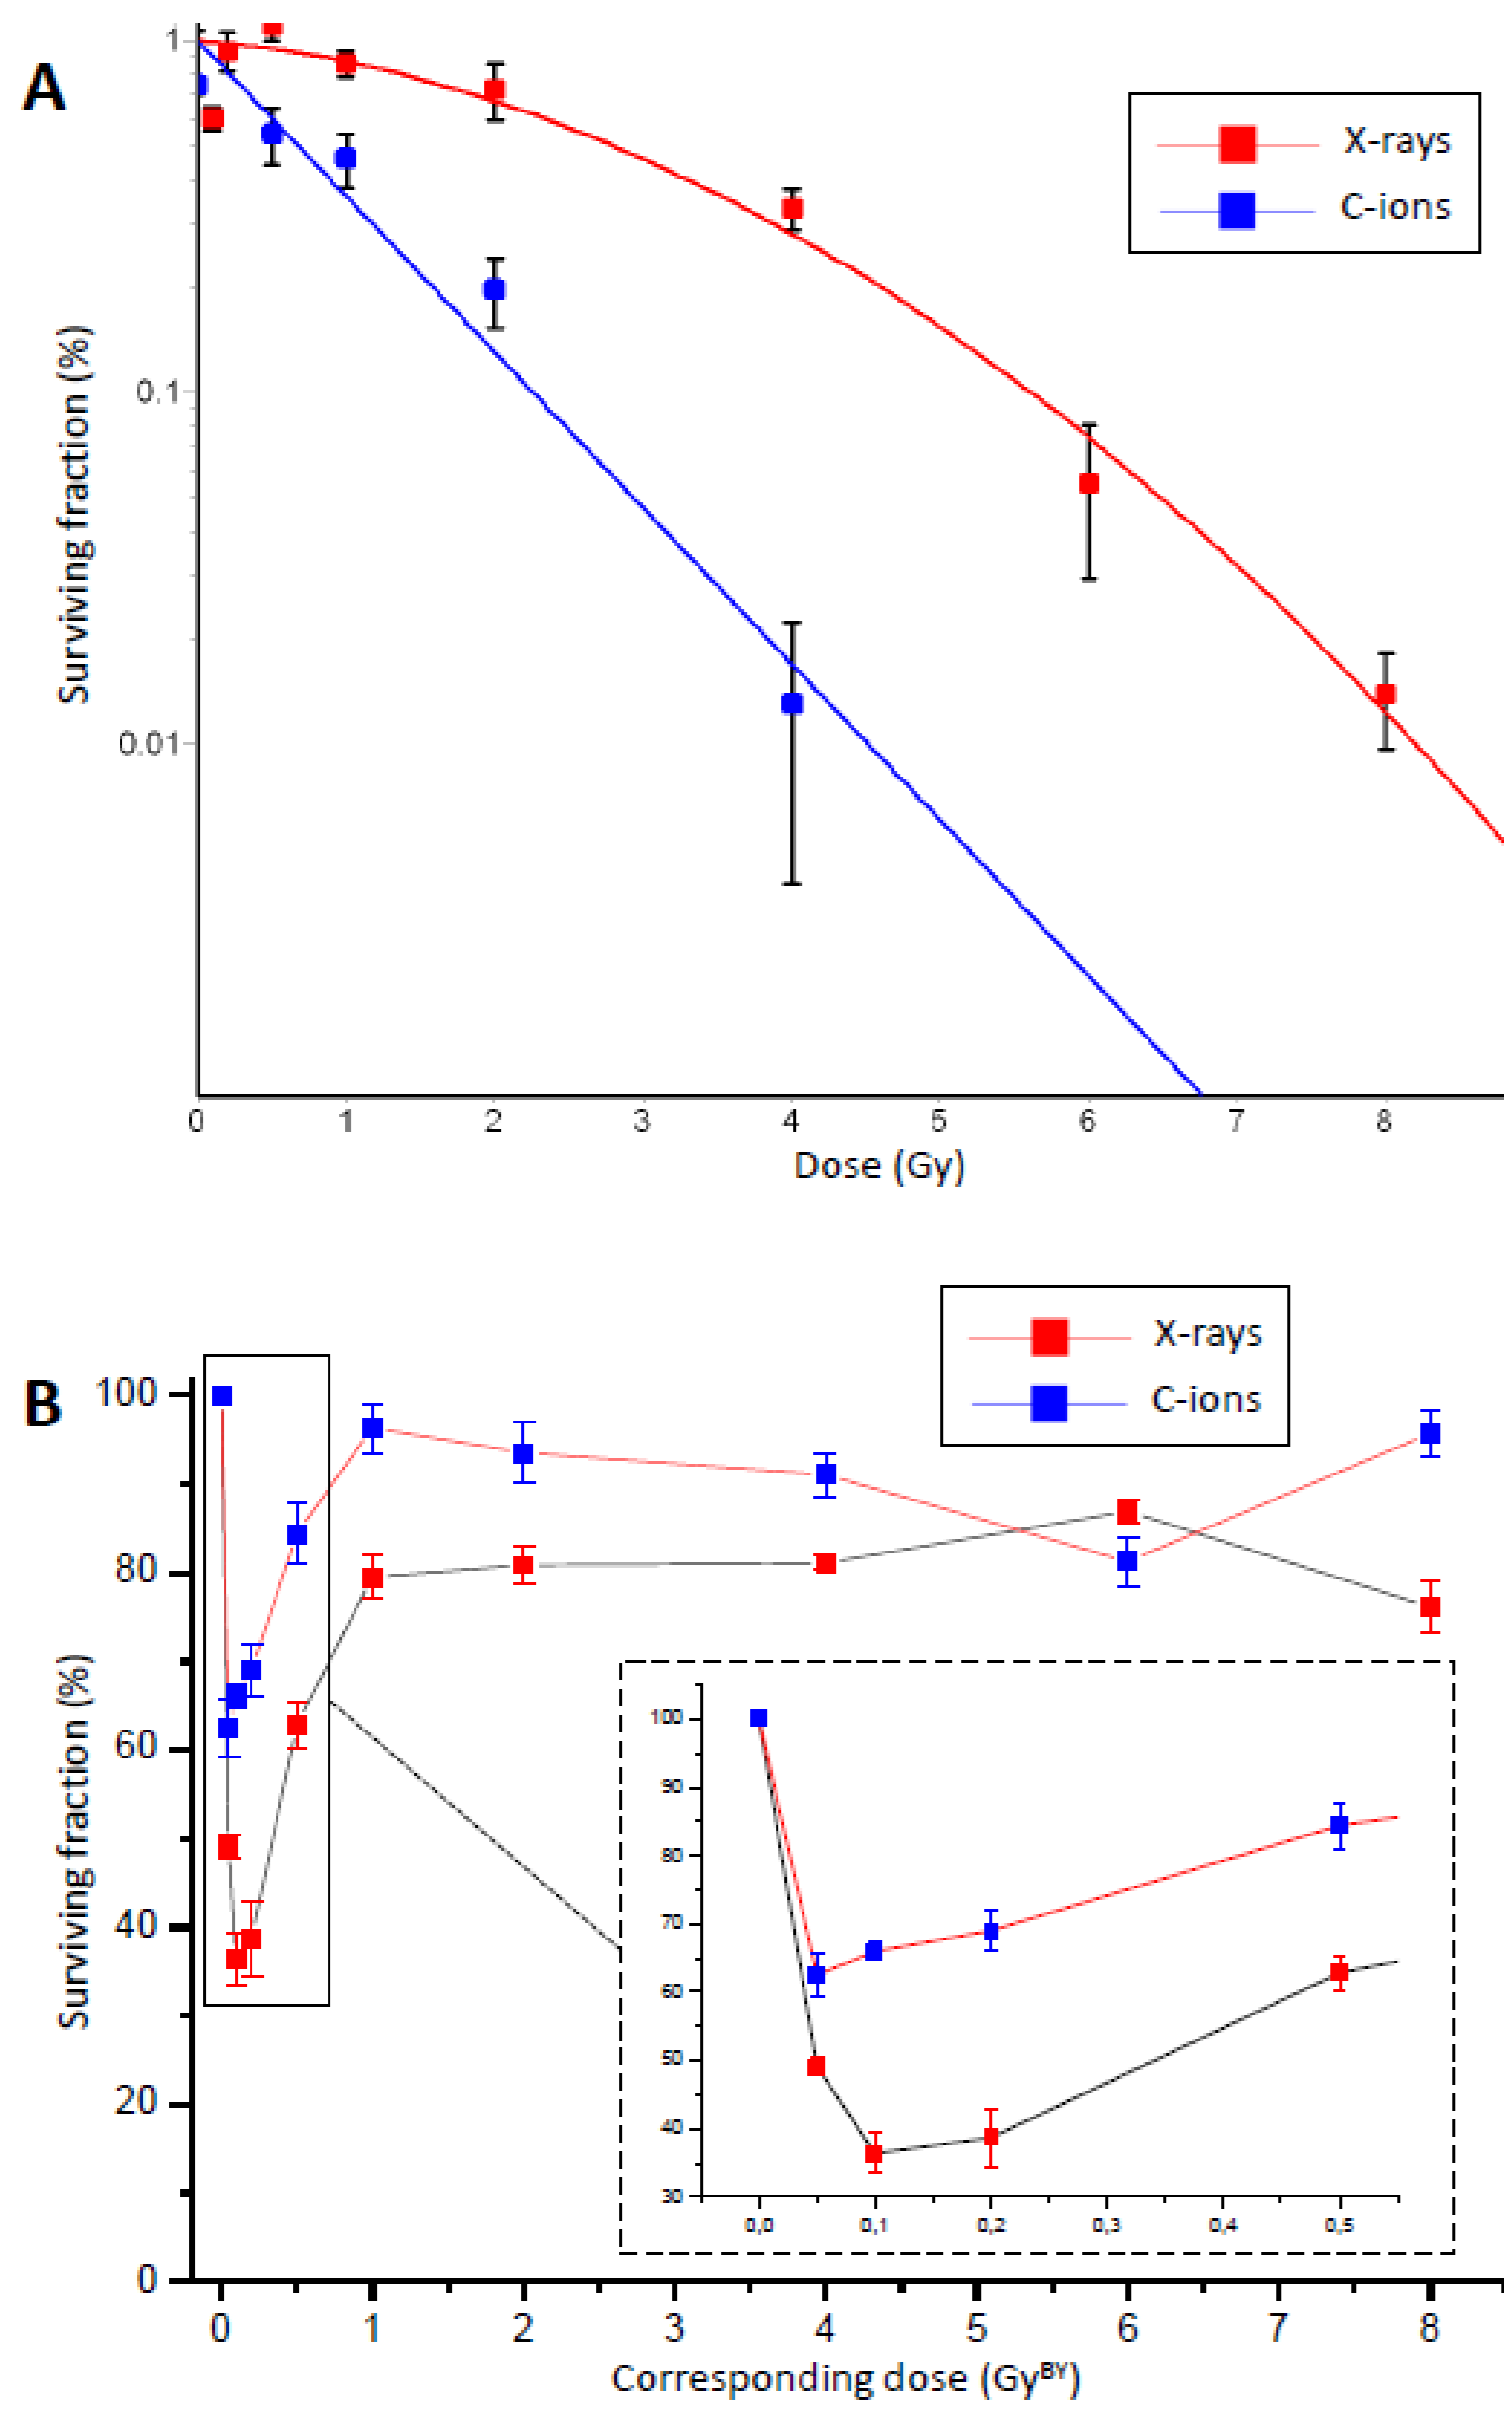 A
1
0.1
0.01
Surviving fraction (%)
X-rays
C-ions
0 1 2 3 4 5 6 7 8
Dose (Gy)
B
X-rays
C-ions
100
80
60
40
20
0
Surviving fraction (%)
100
90
80
70
60
50
40
30
0,0 0,1 0,2 0,3 0,4 0,5
0 1 2 3 4 5 6 7 8
Corresponding dose (Gyᴮʸ)